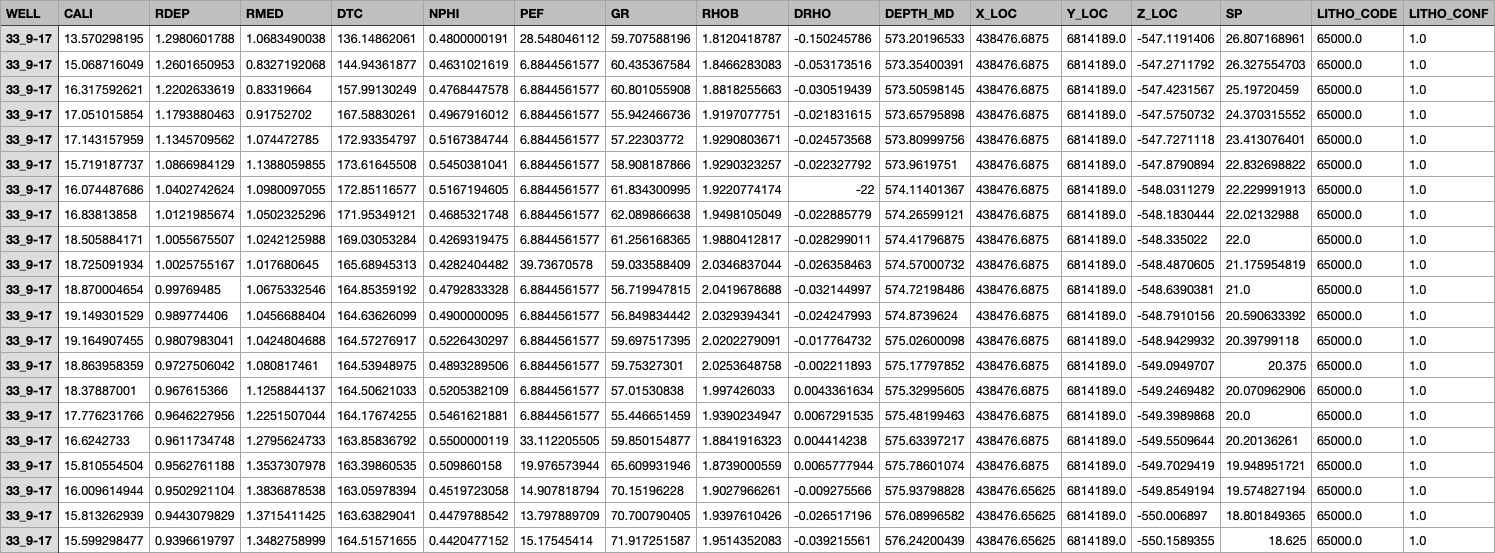 WELL CALI RDEP RMED DTC NPHI PEF GR RHOB DRHO DEPTH_MD X_LOC Y_LOC Z_LOC SP LITHO_CODE LITHO_CONF
33_9-17 13.570298195 1.2980601788 1.0683490038 136.14862061 0.4800000191 28.548046112 59.707588196 1.8120418787 -0.150245786 573.20196533 438476.6875 6814189.0 -547.1191406 26.807168961 65000.0 1.0
33_9-17 15.068716049 1.2601650953 0.8327192068 144.94361877 0.4631021619 6.8844561577 60.435367584 1.8466283083 -0.053173516 573.35400391 438476.6875 6814189.0 -547.2711792 26.327554703 65000.0 1.0
33_9-17 16.317592621 1.2202633619 0.83319664 157.99130249 0.4768447578 6.8844561577 60.801055908 1.8818255663 -0.030519439 573.50598145 438476.6875 6814189.0 -547.4231567 25.19720459 65000.0 1.0
33_9-17 17.051015854 1.1793880463 0.91752702 167.58830261 0.4967916012 6.8844561577 55.942466736 1.9197077751 -0.021831615 573.65795898 438476.6875 6814189.0 -547.5750732 24.370315552 65000.0 1.0
33_9-17 17.143157959 1.1345709562 1.074472785 172.93354797 0.5167384744 6.8844561577 57.22303772 1.9290803671 -0.024573568 573.80999756 438476.6875 6814189.0 -547.7271118 23.413076401 65000.0 1.0
33_9-17 15.719187737 1.0866984129 1.1388059855 173.61645508 0.5450381041 6.8844561577 58.908187866 1.9290323257 -0.022327792 573.9619751 438476.6875 6814189.0 -547.8790894 22.832698822 65000.0 1.0
33_9-17 16.074487686 1.0402742624 1.0980097055 172.85116577 0.5167194605 6.8844561577 61.834300995 1.9220774174 -22 574.11401367 438476.6875 6814189.0 -548.0311279 22.229991913 65000.0 1.0
33_9-17 16.83813858 1.0121985674 1.0502325296 171.95349121 0.4685321748 6.8844561577 62.089866638 1.9498105049 -0.022885779 574.26599121 438476.6875 6814189.0 -548.1830444 22.02132988 65000.0 1.0
33_9-17 18.505884171 1.0055675507 1.0242125988 169.03053284 0.4269319475 6.8844561577 61.256168365 1.9880412817 -0.028299011 574.41796875 438476.6875 6814189.0 -548.335022 22.0 65000.0 1.0
33_9-17 18.725091934 1.0025755167 1.017680645 165.68945313 0.4282404482 39.73670578 59.033588409 2.0346837044 -0.026358463 574.57000732 438476.6875 6814189.0 -548.4870605 21.175954819 65000.0 1.0
33_9-17 18.870004654 0.99769485 1.0675332546 164.85359192 0.4792833328 6.8844561577 56.719947815 2.0419678688 -0.032144997 574.72198486 438476.6875 6814189.0 -548.6390381 21.0 65000.0 1.0
33_9-17 19.149301529 0.989774406 1.0456688404 164.63626099 0.4900000095 6.8844561577 56.849834442 2.0329394341 -0.024247993 574.8739624 438476.6875 6814189.0 -548.7910156 20.590633392 65000.0 1.0
33_9-17 19.164907455 0.9807983041 1.0424804688 164.57276917 0.5226430297 6.8844561577 59.697517395 2.0202279091 -0.017764732 575.02600098 438476.6875 6814189.0 -548.9429932 20.39799118 65000.0 1.0
33_9-17 18.863958359 0.9727506042 1.080817461 164.53948975 0.4893289506 6.8844561577 59.75327301 2.0253648758 -0.002211893 575.17797852 438476.6875 6814189.0 -549.0949707 20.375 65000.0 1.0
33_9-17 18.37887001 0.967615366 1.1258844137 164.50621033 0.5205382109 6.8844561577 57.01530838 1.997426033 0.0043361634 575.32995605 438476.6875 6814189.0 -549.2469482 20.070962906 65000.0 1.0
33_9-17 17.776231766 0.9646227956 1.2251507044 164.17674255 0.5461621881 6.8844561577 55.446651459 1.9390234947 0.0067291535 575.48199463 438476.6875 6814189.0 -549.3989868 20.0 65000.0 1.0
33_9-17 16.6242733 0.9611734748 1.2795624733 163.85836792 0.5500000119 33.112205505 59.850154877 1.8841916323 0.004414238 575.63397217 438476.6875 6814189.0 -549.5509644 20.20136261 65000.0 1.0
33_9-17 15.810554504 0.9562761188 1.3537307978 163.39860535 0.509860158 19.976573944 65.609931946 1.8739000559 0.0065777944 575.78601074 438476.6875 6814189.0 -549.7029419 19.948951721 65000.0 1.0
33_9-17 16.009614944 0.9502921104 1.3836878538 163.05978394 0.4519723058 14.907818794 70.15196228 1.9027966261 -0.009275566 575.93798828 438476.65625 6814189.0 -549.8549194 19.574827194 65000.0 1.0
33_9-17 15.813262939 0.9443079829 1.3715411425 163.63829041 0.4479788542 13.797889709 70.700790405 1.9397610426 -0.026517196 576.08996582 438476.65625 6814189.0 -550.006897 18.801849365 65000.0 1.0
33_9-17 15.599298477 0.9396619797 1.3482758999 164.51571655 0.4420477152 15.17545414 71.917251587 1.9514352083 -0.039215561 576.24200439 438476.65625 6814189.0 -550.1589355 18.625 65000.0 1.0